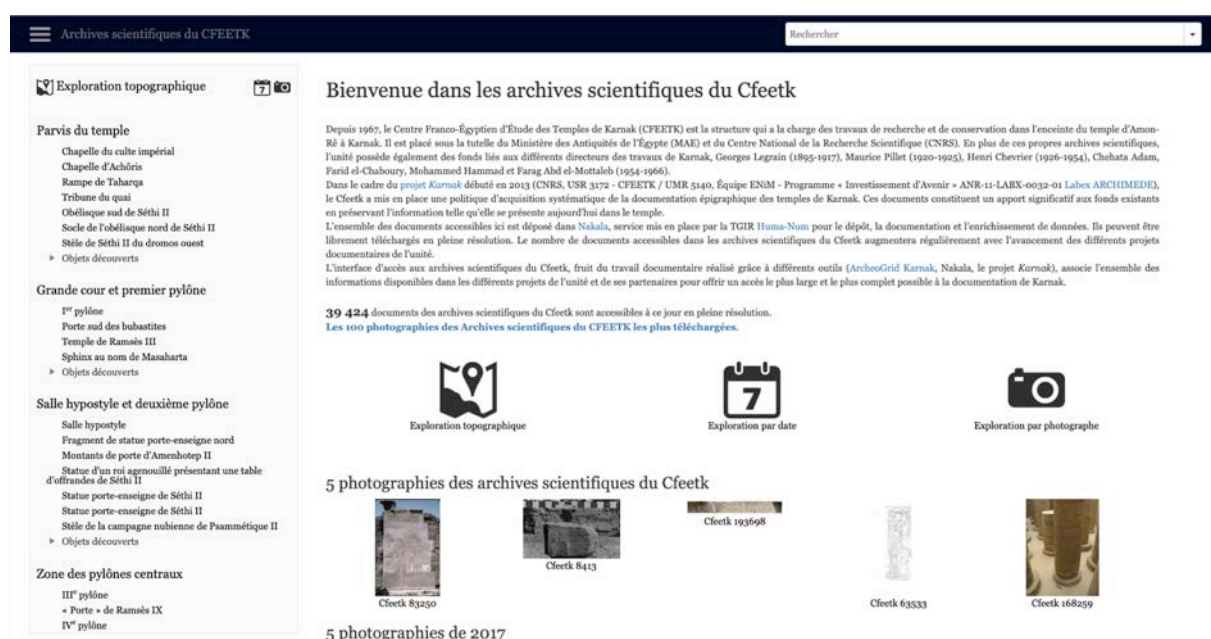 Archives scientifiques du CFEETK
Rechercher
Exploration topographique
7
Parvis du temple
Chapelle du culte impérial
Chapelle d'Achôris
Rampe de Taharqa
Tribune du quai
Obélisque sud de Séthi II
Socle de l'obélisque nord de Séthi II
Stèle de Séthi II du dromos ouest
Objets découverts
Grande cour et premier pylône
Ier pylône
Porte sud des bubastites
Temple de Ramsès III
Sphinx au nom de Masaharta
Objets découverts
Salle hypostyle et deuxième pylône
Salle hypostyle
Fragment de statue porte-enseigne nord
Montants de porte d'Amenhotep II
Statue d'un roi agenouillé présentant une table
d'offrandes de Séthi II
Statue porte-enseigne de Séthi II
Statue porte-enseigne de Séthi II
Stèle de la campagne nubienne de Psammétique II
Objets découverts
Zone des pylônes centraux
IIIe pylône
« Porte » de Ramsès IX
IVe pylône
Bienvenue dans les archives scientifiques du Cfeetk
Depuis 1967, le Centre Franco-Égyptien d'Étude des Temples de Karnak (CFEETK) est la structure qui a la charge des travaux de recherche et de conservation dans l'enceinte du temple d'Amon-
Rê à Karnak. Il est placé sous la tutelle du Ministère des Antiquités de l'Égypte (MAE) et du Centre National de la Recherche Scientifique (CNRS). En plus de ces propres archives scientifiques,
l'unité possède également des fonds liés aux différents directeurs des travaux de Karnak, Georges Legrain (1895-1917), Maurice Pillet (1920-1925), Henri Chevrier (1926-1954), Chehata Adam,
Farid el-Chaboury, Mohammed Hammad et Farag Abd el-Mottaleb (1954-1966).
Dans le cadre du projet Karnak débuté en 2013 (CNRS, USR 3172 - CFEETK / UMR 5140, Équipe ENiM - Programme « Investissement d'Avenir » ANR-11-LABX-0032-01 Labex ARCHIMEDE),
le Cfeetk a mis en place une politique d'acquisition systématique de la documentation épigraphique des temples de Karnak. Ces documents constituent un apport significatif aux fonds existants
en préservant l'information telle qu'elle se présente aujourd'hui dans le temple.
L'ensemble des documents accessibles ici est déposé dans Nakala, service mis en place par la TGIR Huma-Num pour le dépôt, la documentation et l'enrichissement de données. Ils peuvent être
librement téléchargés en pleine résolution. Le nombre de documents accessibles dans les archives scientifiques du Cfeetk augmentera régulièrement avec l'avancement des différents projets
documentaires de l'unité.
L'interface d'accès aux archives scientifiques du Cfeetk, fruit du travail documentaire réalisé grâce à différents outils (ArcheoGrid Karnak, Nakala, le projet Karnak), associe l'ensemble des
informations disponibles dans les différents projets de l'unité et de ses partenaires pour offrir un accès le plus large et le plus complet possible à la documentation de Karnak.
39 424 documents des archives scientifiques du Cfeetk sont accessibles à ce jour en pleine résolution.
Les 100 photographies des Archives scientifiques du CFEETK les plus téléchargées.
7
Exploration topographique
Exploration par date
Exploration par photographe
5 photographies des archives scientifiques du Cfeetk
Cfeetk 83250
Cfeetk 8413
Cfeetk 193698
Cfeetk 63533
Cfeetk 168259
5 photographies de 2017